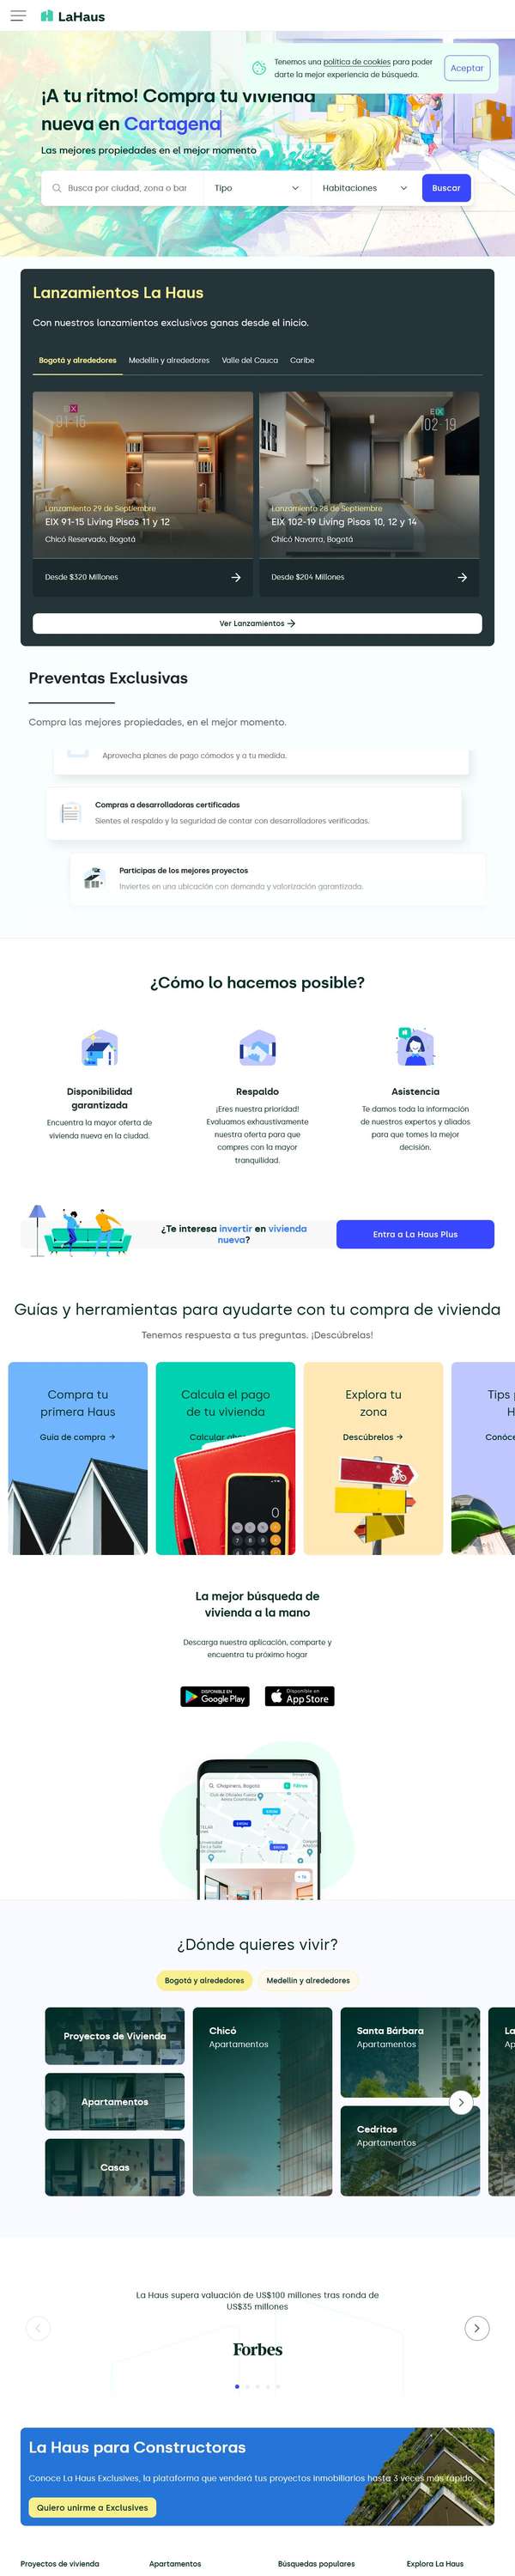 LaHaus
Tenemos una política de cookies para poder
darte la mejor experiencia de búsqueda.
Aceptar
¡A tu ritmo! Compra tu vivienda
nueva en Cartagena
Las mejores propiedades en el mejor momento
Busca por ciudad, zona o bar
Tipo
Habitaciones
Buscar
Lanzamientos La Haus
Con nuestros lanzamientos exclusivos ganas desde el inicio.
Bogotá y alrededores
Medellín y alrededores
Valle del Cauca
Caribe
EIX
91-15
Lanzamiento 29 de Septiembre
EIX 91-15 Living Pisos 11 y 12
Chicó Reservado, Bogotá
Desde $320 Millones
EIX
102-19
Lanzamiento 28 de Septiembre
EIX 102-19 Living Pisos 10, 12 y 14
Chicó Navarra, Bogotá
Desde $204 Millones
Ver Lanzamientos
Preventas Exclusivas
Compra las mejores propiedades, en el mejor momento.
Aprovecha planes de pago cómodos y a tu medida.
Compras a desarrolladoras certificadas
Sientes el respaldo y la seguridad de contar con desarrolladores verificadas.
Participas de los mejores proyectos
Inviertes en una ubicación con demanda y valorización garantizada.
¿Cómo lo hacemos posible?
Disponibilidad
garantizada
Encuentra la mayor oferta de
vivienda nueva en la ciudad.
Respaldo
¡Eres nuestra prioridad!
Evaluamos exhaustivamente
nuestra oferta para que
compres con la mayor
tranquilidad.
Asistencia
Te damos toda la información
de nuestros expertos y aliados
para que tomes la mejor
decisión.
¿Te interesa invertir en vivienda
nueva?
Entra a La Haus Plus
Guías y herramientas para ayudarte con tu compra de vivienda
Tenemos respuesta a tus preguntas. ¡Descúbrelas!
Compra tu
primera Haus
Guia de compra
Calcula el pago
de tu vivienda
Calcular
Explora tu
zona
Descúbrelos
Tips
H
Conóce
La mejor búsqueda de
vivienda a la mano
Descarga nuestra aplicación, comparte y
encuentra tu próximo hogar
DISPONIBLE EN
Google Play
Disponible en
App Store
Chapinero, Bogotá
Filtros
¿Dónde quieres vivir?
Bogotá y alrededores
Medellín y alrededores
Proyectos de Vivienda
Apartamentos
Casas
Chicó
Apartamentos
Santa Bárbara
Apartamentos
Cedritos
Apartamentos
La
Ap
La Haus supera valuación de US$100 millones tras ronda de
US$35 millones
Forbes
La Haus para Constructoras
Conoce La Haus Exclusives, la plataforma que venderá tus proyectos inmobiliarios hasta 3 veces más rápido.
Quiero unirme a Exclusives
Proyectos de vivienda
Apartamentos
Búsquedas populares
Explora La Haus